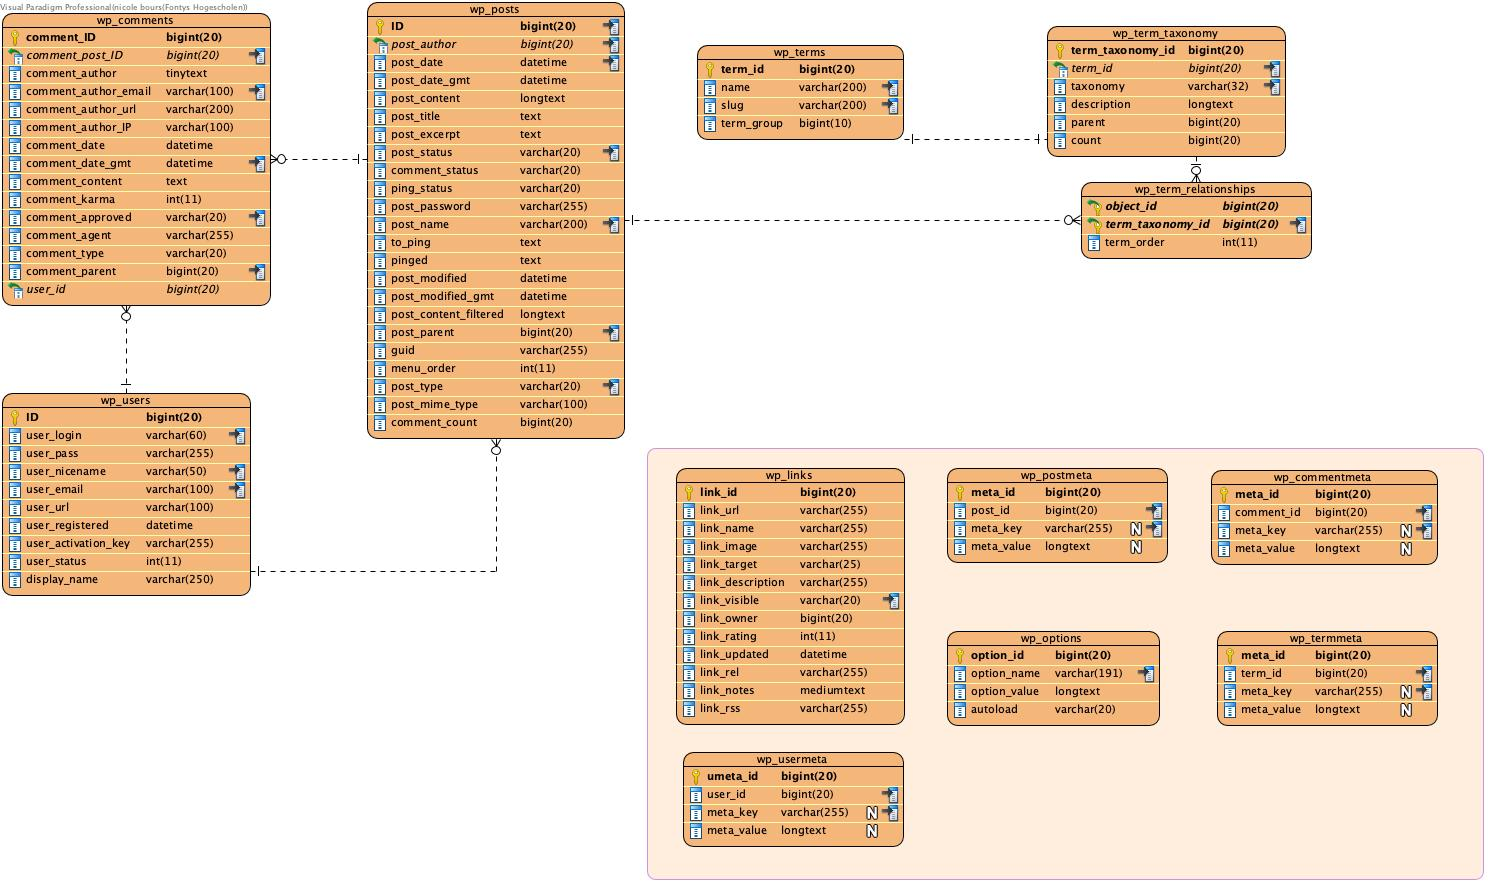 Visual Paradigm Professional(nicole bours(Fontys Hogescholen))
wp_comments
comment_ID bigint(20)
comment_post_ID bigint(20)
comment_author tinytext
comment_author_email varchar(100)
comment_author_url varchar(200)
comment_author_IP varchar(100)
comment_date datetime
comment_date_gmt datetime
comment_content text
comment_karma int(11)
comment_approved varchar(20)
comment_agent varchar(255)
comment_type varchar(20)
comment_parent bigint(20)
user_id bigint(20)
wp_posts
ID bigint(20)
post_author bigint(20)
post_date datetime
post_date_gmt datetime
post_content longtext
post_title text
post_excerpt text
post_status varchar(20)
comment_status varchar(20)
ping_status varchar(20)
post_password varchar(255)
post_name varchar(200)
to_ping text
pinged text
post_modified datetime
post_modified_gmt datetime
post_content_filtered longtext
post_parent bigint(20)
guid varchar(255)
menu_order int(11)
post_type varchar(20)
post_mime_type varchar(100)
comment_count bigint(20)
wp_terms
term_id bigint(20)
name varchar(200)
slug varchar(200)
term_group bigint(10)
wp_term_taxonomy
term_taxonomy_id bigint(20)
term_id bigint(20)
taxonomy varchar(32)
description longtext
parent bigint(20)
count bigint(20)
wp_term_relationships
object_id bigint(20)
term_taxonomy_id bigint(20)
term_order int(11)
wp_users
ID bigint(20)
user_login varchar(60)
user_pass varchar(255)
user_nicename varchar(50)
user_email varchar(100)
user_url varchar(100)
user_registered datetime
user_activation_key varchar(255)
user_status int(11)
display_name varchar(250)
wp_links
link_id bigint(20)
link_url varchar(255)
link_name varchar(255)
link_image varchar(255)
link_target varchar(25)
link_description varchar(255)
link_visible varchar(20)
link_owner bigint(20)
link_rating int(11)
link_updated datetime
link_rel varchar(255)
link_notes mediumtext
link_rss varchar(255)
wp_postmeta
meta_id bigint(20)
post_id bigint(20)
meta_key varchar(255) N
meta_value longtext N
wp_commentmeta
meta_id bigint(20)
comment_id bigint(20)
meta_key varchar(255) N
meta_value longtext N
wp_options
option_id bigint(20)
option_name varchar(191)
option_value longtext
autoload varchar(20)
wp_termmeta
meta_id bigint(20)
term_id bigint(20)
meta_key varchar(255) N
meta_value longtext N
wp_usermeta
umeta_id bigint(20)
user_id bigint(20)
meta_key varchar(255) N
meta_value longtext N